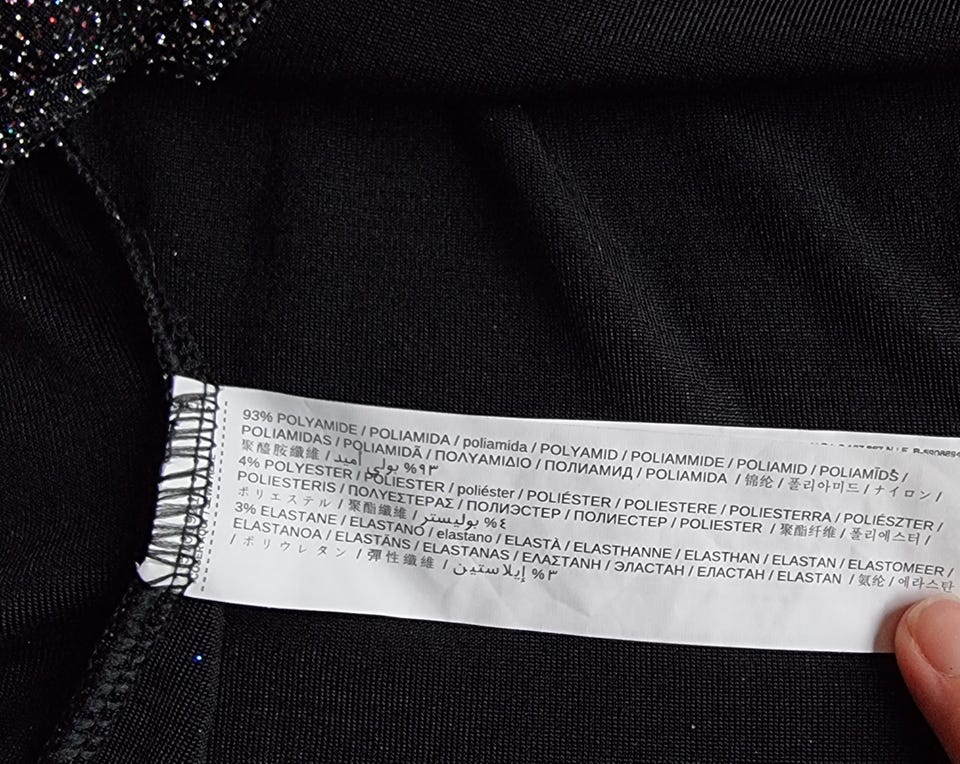 93% POLYAMIDE / POLIAMIDA / poliamida / POLYAMID / POLIAMMIDE / POLIAMID / POLIAMĪDS /
POLIAMIDAS / POLIAMIDĂ / ΠΟΛΥΑΜΙΔΙΟ / ПОЛИАМИД / POLIAMIDA / 锦纶 / 폴리아미드 / ナイロン /
聚醯胺纖維 / ٩٣% بولي أميد
4% POLYESTER / POLIESTER / poliéster / POLIÉSTER / POLIESTERE / POLIESTERRA / POLIÉSZTER /
POLIESTERIS / ΠΟΛΥΕΣΤΕΡΑΣ / ПОЛИЭСТЕР / ПОЛИЕСТЕР / POLIESTER / 聚酯纤维 / 폴리에스터 /
ポリエステル / 聚酯纖維 / ٤% بوليستر
3% ELASTANE / ELASTANO / elastano / ELASTÀ / ELASTHANNE / ELASTHAN / ELASTAN / ELASTOMEER /
ELASTANOA / ELASTĀNS / ELASTANAS / ΕΛΑΣΤΑΝΗ / ЭЛАСТАН / ЕЛАСТАН / ELASTAN / 氨纶 / 에라스탄
/ ポリウレタン / 彈性纖維 / ٣% إيلاستين